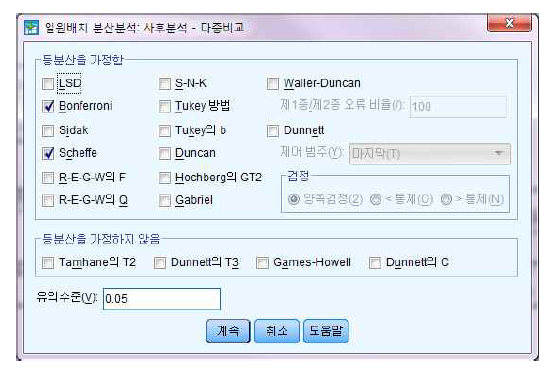 일원배치 분산분석: 사후분석 - 다중비교
등분산을 가정함
LSD
S-N-K
Waller-Duncan
Bonferroni
Tukey 방법
제1종/제2종 오류 비율(/): 100
Sidak
Tukey의 b
Dunnett
Scheffe
Duncan
제어 범주(Y): 마지막(T)
R-E-G-W의 F
Hochberg의 GT2
검정
R-E-G-W의 Q
Gabriel
양쪽검정(2)
< 통제(O)
> 통제(N)
등분산을 가정하지 않음
Tamhane의 T2
Dunnett의 T3
Games-Howell
Dunnett의 C
유의수준(V): 0.05
계속
취소
도움말